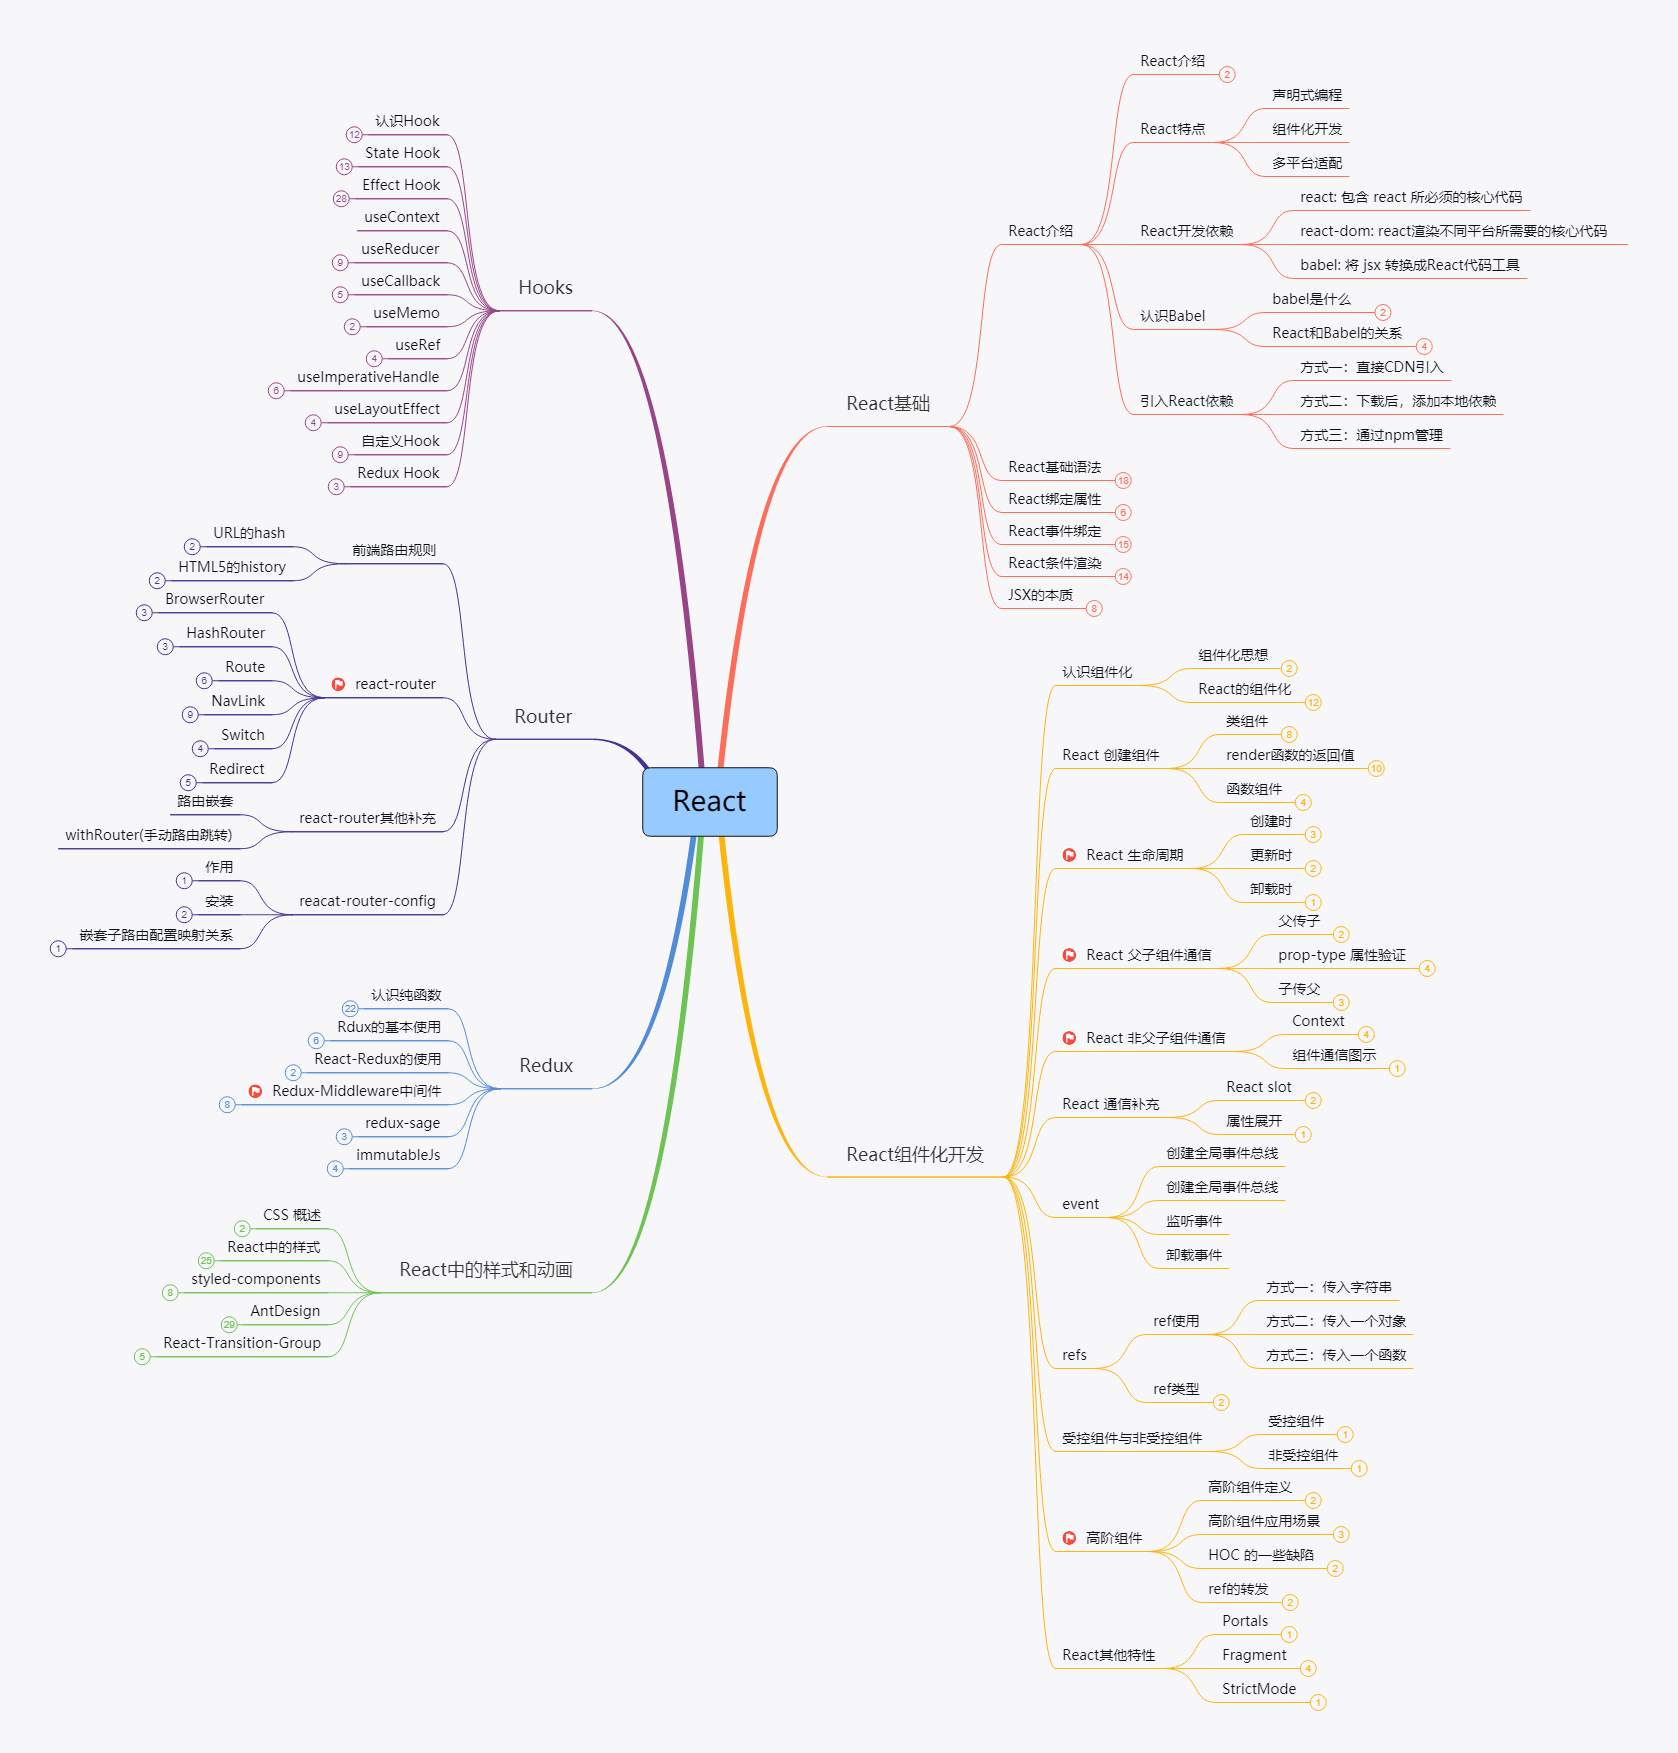 React
React基础
React介绍
React介绍
2
React特点
声明式编程
组件化开发
多平台适配
React开发依赖
react: 包含 react 所必须的核心代码
react-dom: react渲染不同平台所需要的核心代码
babel: 将 jsx 转换成React代码工具
认识Babel
babel是什么
2
React和Babel的关系
4
引入React依赖
方式一：直接CDN引入
方式二：下载后，添加本地依赖
方式三：通过npm管理
React基础语法
18
React绑定属性
6
React事件绑定
15
React条件渲染
14
JSX的本质
8
React组件化开发
认识组件化
组件化思想
2
React的组件化
12
React 创建组件
类组件
8
render函数的返回值
10
函数组件
4
React 生命周期
创建时
3
更新时
2
卸载时
1
React 父子组件通信
父传子
2
prop-type 属性验证
4
子传父
3
React 非父子组件通信
Context
4
组件通信图示
1
React 通信补充
React slot
2
属性展开
1
event
创建全局事件总线
创建全局事件总线
监听事件
卸载事件
refs
ref使用
方式一：传入字符串
方式二：传入一个对象
方式三：传入一个函数
ref类型
2
受控组件与非受控组件
受控组件
1
非受控组件
1
高阶组件
高阶组件定义
2
高阶组件应用场景
3
HOC 的一些缺陷
2
ref的转发
2
React其他特性
Portals
1
Fragment
4
StrictMode
1
Hooks
认识Hook
12
State Hook
13
Effect Hook
28
useContext
useReducer
9
useCallback
5
useMemo
2
useRef
4
useImperativeHandle
6
useLayoutEffect
4
自定义Hook
9
Redux Hook
3
Router
前端路由规则
URL的hash
2
HTML5的history
2
react-router
BrowserRouter
3
HashRouter
3
Route
6
NavLink
9
Switch
4
Redirect
5
react-router其他补充
路由嵌套
withRouter(手动路由跳转)
reacat-router-config
作用
1
安装
2
嵌套子路由配置映射关系
1
Redux
认识纯函数
22
Rdux的基本使用
6
React-Redux的使用
2
Redux-Middleware中间件
8
redux-sage
3
immutableJs
4
React中的样式和动画
CSS 概述
2
React中的样式
25
styled-components
8
AntDesign
29
React-Transition-Group
5